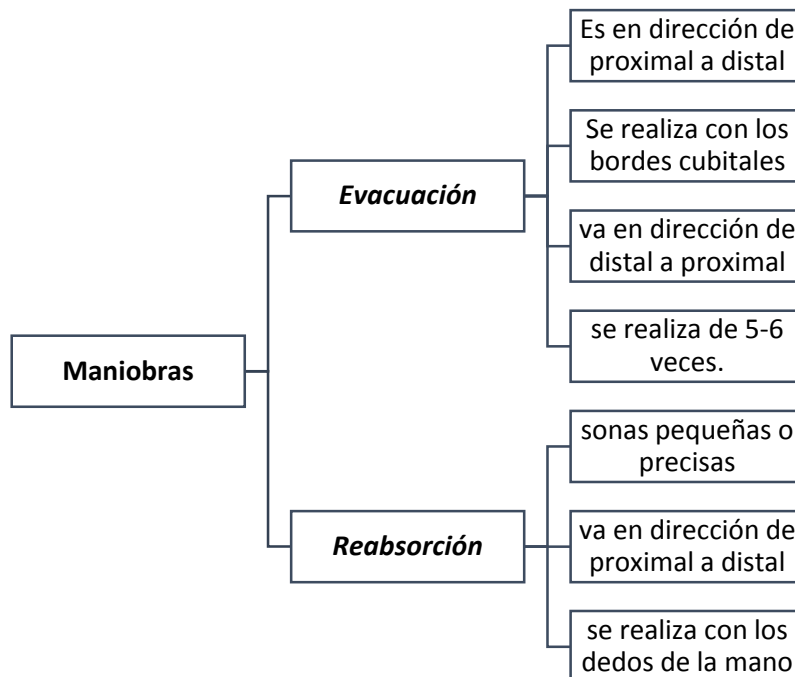 Maniobras
Evacuación
Es en dirección de
proximal a distal
Se realiza con los
bordes cubitales
va en dirección de
distal a proximal
se realiza de 5-6
veces.
Reabsorción
sonas pequeñas o
precisas
va en dirección de
proximal a distal
se realiza con los
dedos de la mano